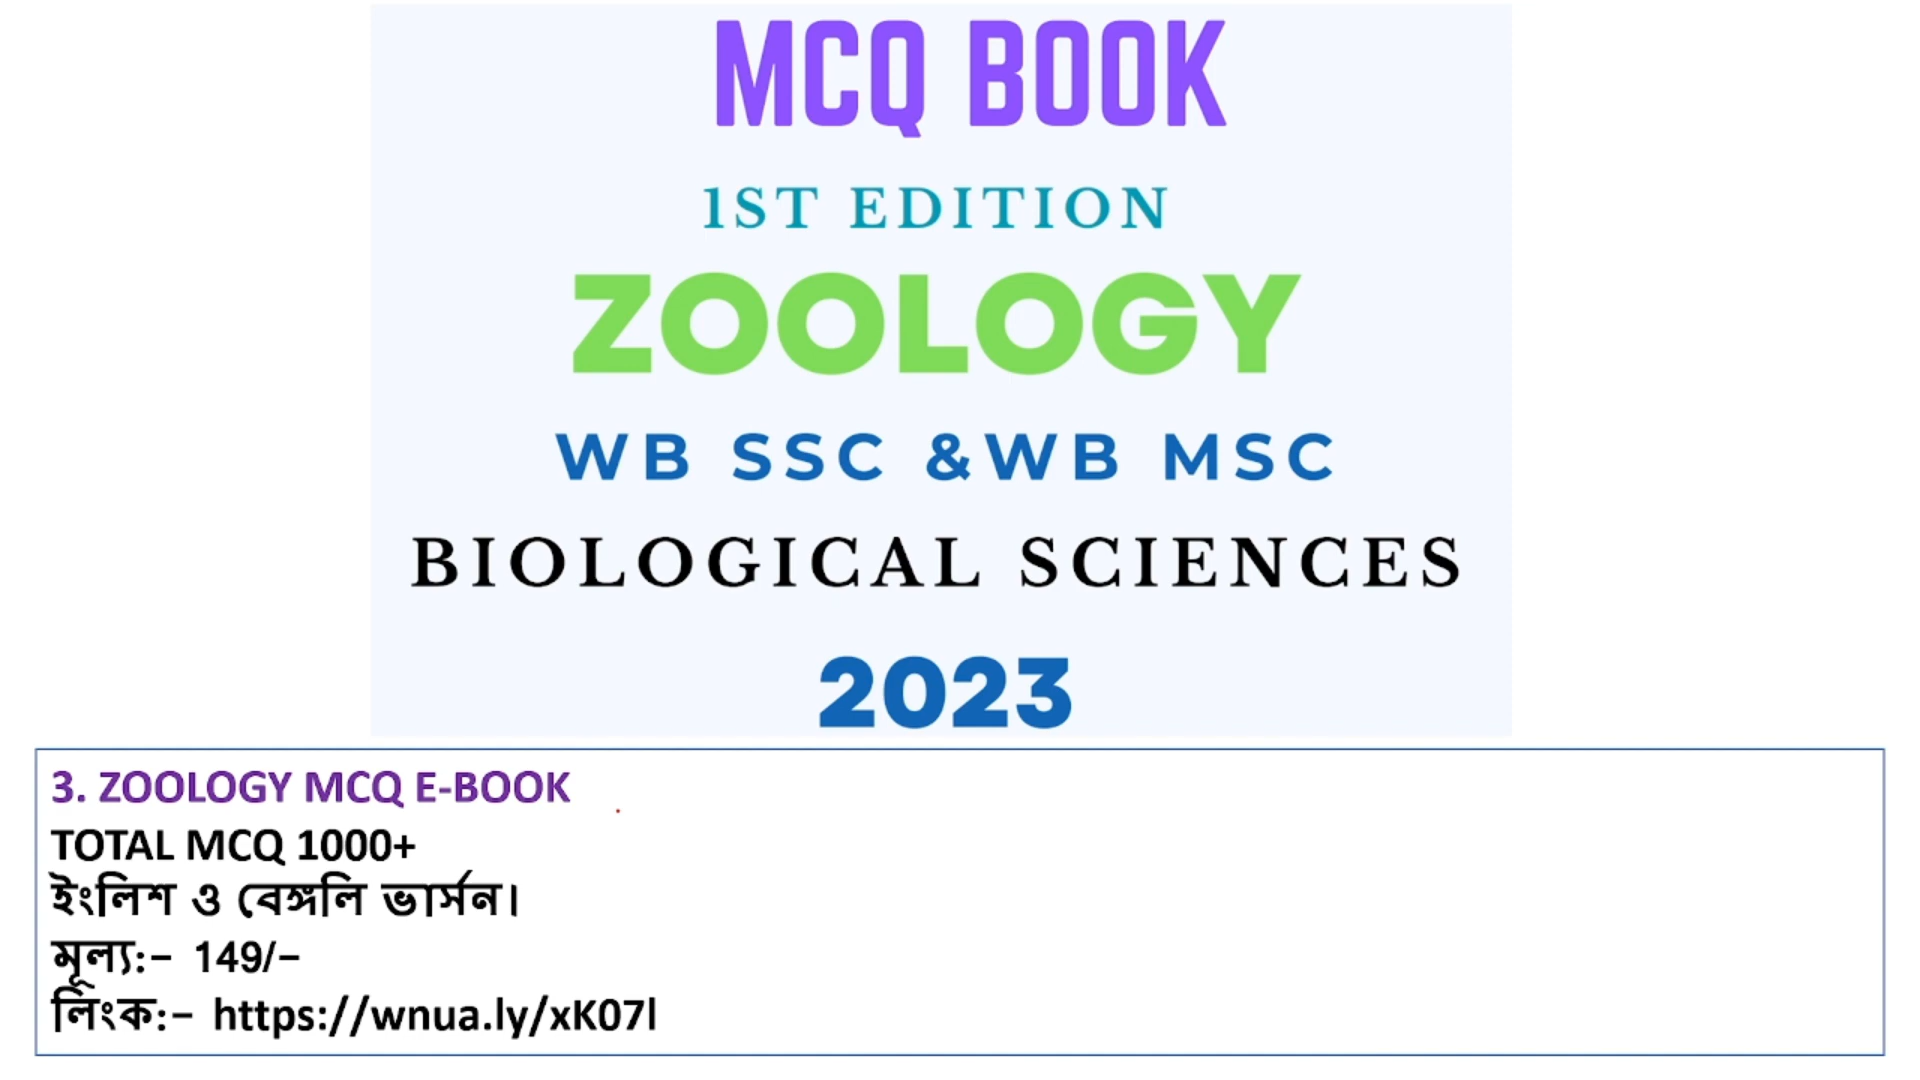 MCQ BOOK
1ST EDITION
ZOOLOGY
WB SSC &WB MSC
BIOLOGICAL SCIENCES
2023
3. ZOOLOGY MCQ E-BOOK
TOTAL MCQ 1000+
ইংলিশ ও বেঙ্গলি ভার্সন।
মূল্য:- 149/-
লিংক:- https://wnua.ly/xK07l